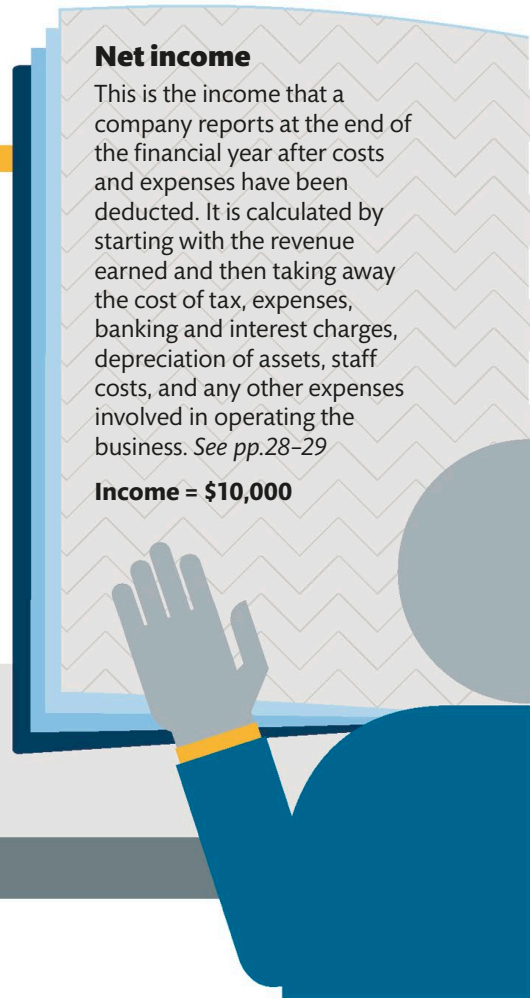 Net income
This is the income that a
company reports at the end of
the financial year after costs
and expenses have been
deducted. It is calculated by
starting with the revenue
earned and then taking away
the cost of tax, expenses,
banking and interest charges,
depreciation of assets, staff
costs, and any other expenses
involved in operating the
business. See pp.28–29
Income = $10,000